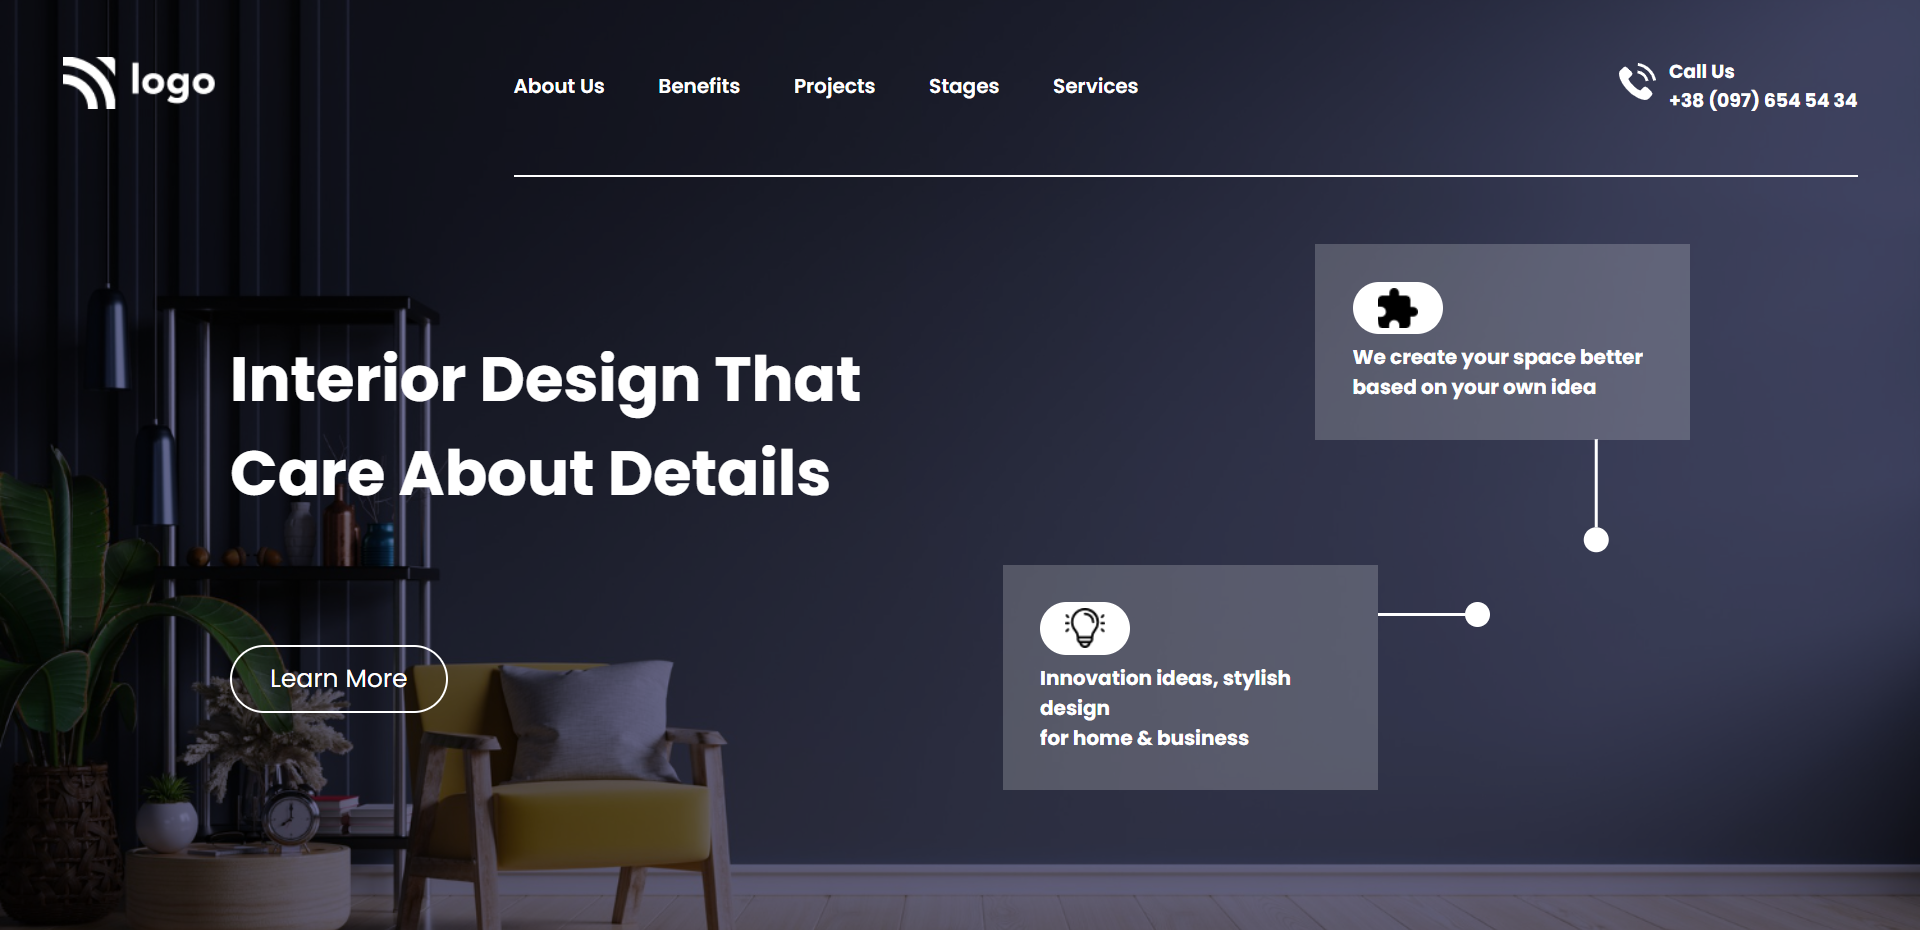 logo
About Us
Benefits
Projects
Stages
Services
Call Us
+38 (097) 654 54 34
We create your space better
based on your own idea
Interior Design That
Care About Details
Learn More
Innovation ideas, stylish
design
for home & business